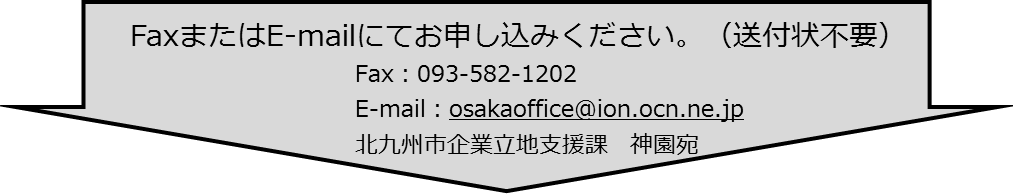 FaxまたはE-mailにてお申し込みください。（送付状不要）
Fax：093-582-1202
E-mail：osakaoffice@ion.ocn.ne.jp
北九州市企業立地支援課　神園宛